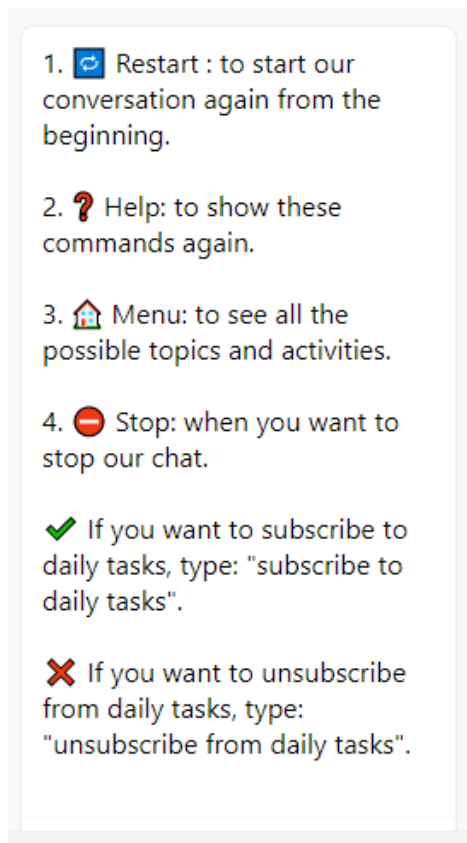 1. 🔁 Restart : to start our
conversation again from the
beginning.
2. ❓ Help: to show these
commands again.
3. 🏠 Menu: to see all the
possible topics and activities.
4. ⛔ Stop: when you want to
stop our chat.
✔ If you want to subscribe to
daily tasks, type: "subscribe to
daily tasks".
❌ If you want to unsubscribe
from daily tasks, type:
"unsubscribe from daily tasks".